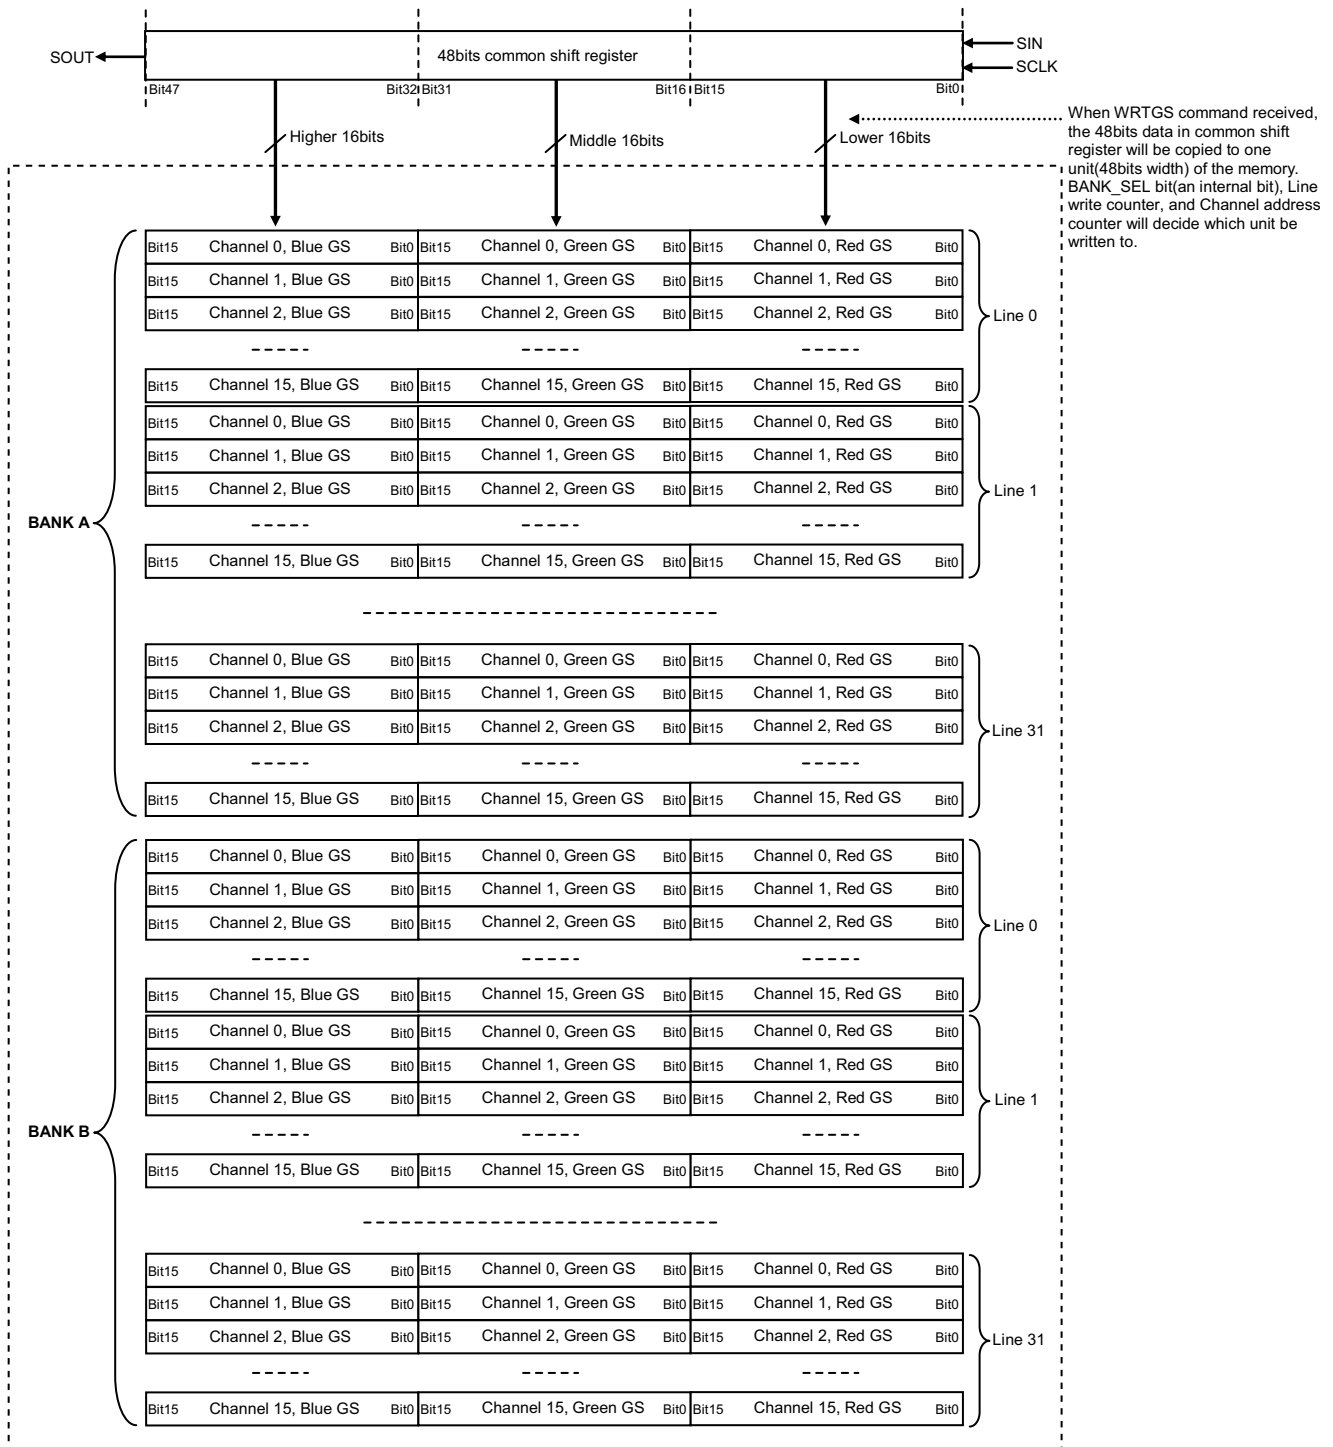 48bits common shift register
SOUT
SIN
SCLK
Bit47 Bit32 Bit31 Bit16 Bit15 Bit0
Higher 16bits Middle 16bits Lower 16bits
When WRTGS command received,
the 48bits data in common shift
register will be copied to one
unit(48bits width) of the memory.
BANK_SEL bit(an internal bit), Line
write counter, and Channel address
counter will decide which unit be
written to.
BANK A
Bit15 Channel 0, Blue GS Bit0 Bit15 Channel 0, Green GS Bit0 Bit15 Channel 0, Red GS Bit0
Bit15 Channel 1, Blue GS Bit0 Bit15 Channel 1, Green GS Bit0 Bit15 Channel 1, Red GS Bit0
Bit15 Channel 2, Blue GS Bit0 Bit15 Channel 2, Green GS Bit0 Bit15 Channel 2, Red GS Bit0
Line 0
Bit15 Channel 15, Blue GS Bit0 Bit15 Channel 15, Green GS Bit0 Bit15 Channel 15, Red GS Bit0
Bit15 Channel 0, Blue GS Bit0 Bit15 Channel 0, Green GS Bit0 Bit15 Channel 0, Red GS Bit0
Bit15 Channel 1, Blue GS Bit0 Bit15 Channel 1, Green GS Bit0 Bit15 Channel 1, Red GS Bit0
Bit15 Channel 2, Blue GS Bit0 Bit15 Channel 2, Green GS Bit0 Bit15 Channel 2, Red GS Bit0
Line 1
Bit15 Channel 15, Blue GS Bit0 Bit15 Channel 15, Green GS Bit0 Bit15 Channel 15, Red GS Bit0
Bit15 Channel 0, Blue GS Bit0 Bit15 Channel 0, Green GS Bit0 Bit15 Channel 0, Red GS Bit0
Bit15 Channel 1, Blue GS Bit0 Bit15 Channel 1, Green GS Bit0 Bit15 Channel 1, Red GS Bit0
Bit15 Channel 2, Blue GS Bit0 Bit15 Channel 2, Green GS Bit0 Bit15 Channel 2, Red GS Bit0
Line 31
Bit15 Channel 15, Blue GS Bit0 Bit15 Channel 15, Green GS Bit0 Bit15 Channel 15, Red GS Bit0
BANK B
Bit15 Channel 0, Blue GS Bit0 Bit15 Channel 0, Green GS Bit0 Bit15 Channel 0, Red GS Bit0
Bit15 Channel 1, Blue GS Bit0 Bit15 Channel 1, Green GS Bit0 Bit15 Channel 1, Red GS Bit0
Bit15 Channel 2, Blue GS Bit0 Bit15 Channel 2, Green GS Bit0 Bit15 Channel 2, Red GS Bit0
Line 0
Bit15 Channel 15, Blue GS Bit0 Bit15 Channel 15, Green GS Bit0 Bit15 Channel 15, Red GS Bit0
Bit15 Channel 0, Blue GS Bit0 Bit15 Channel 0, Green GS Bit0 Bit15 Channel 0, Red GS Bit0
Bit15 Channel 1, Blue GS Bit0 Bit15 Channel 1, Green GS Bit0 Bit15 Channel 1, Red GS Bit0
Bit15 Channel 2, Blue GS Bit0 Bit15 Channel 2, Green GS Bit0 Bit15 Channel 2, Red GS Bit0
Line 1
Bit15 Channel 15, Blue GS Bit0 Bit15 Channel 15, Green GS Bit0 Bit15 Channel 15, Red GS Bit0
Bit15 Channel 0, Blue GS Bit0 Bit15 Channel 0, Green GS Bit0 Bit15 Channel 0, Red GS Bit0
Bit15 Channel 1, Blue GS Bit0 Bit15 Channel 1, Green GS Bit0 Bit15 Channel 1, Red GS Bit0
Bit15 Channel 2, Blue GS Bit0 Bit15 Channel 2, Green GS Bit0 Bit15 Channel 2, Red GS Bit0
Line 31
Bit15 Channel 15, Blue GS Bit0 Bit15 Channel 15, Green GS Bit0 Bit15 Channel 15, Red GS Bit0